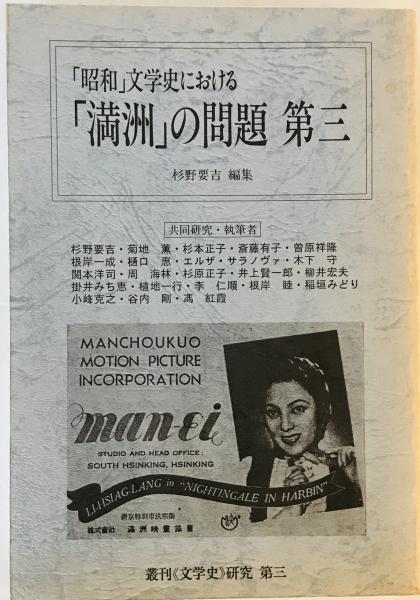 「昭和」文学史における
「満洲」の問題 第三
杉野要吉 編集
共同研究・執筆者
杉野要吉・菊地 薫・杉本正子・斎藤有子・曽原祥隆
根岸一成・樋口 恵・エルザ・サラノヴァ・木下 守
関本洋司・周 海林・杉原正子・井上賢一郎・柳井宏夫
掛井みち恵・植地一行・李 仁順・根岸 睦・稲垣みどり
小峰克之・谷内 剛・馮 紅霞
MANCHOUKUO
MOTION PICTURE
INCORPORATION
man-ei
STUDIO AND HEAD OFFICE:
SOUTH HSINKING, HSINKING
LI-HSIAG-LANG in "NIGHTINGALE IN HARBIN"
株式会社 満洲映画協会
叢刊《文学史》研究 第三